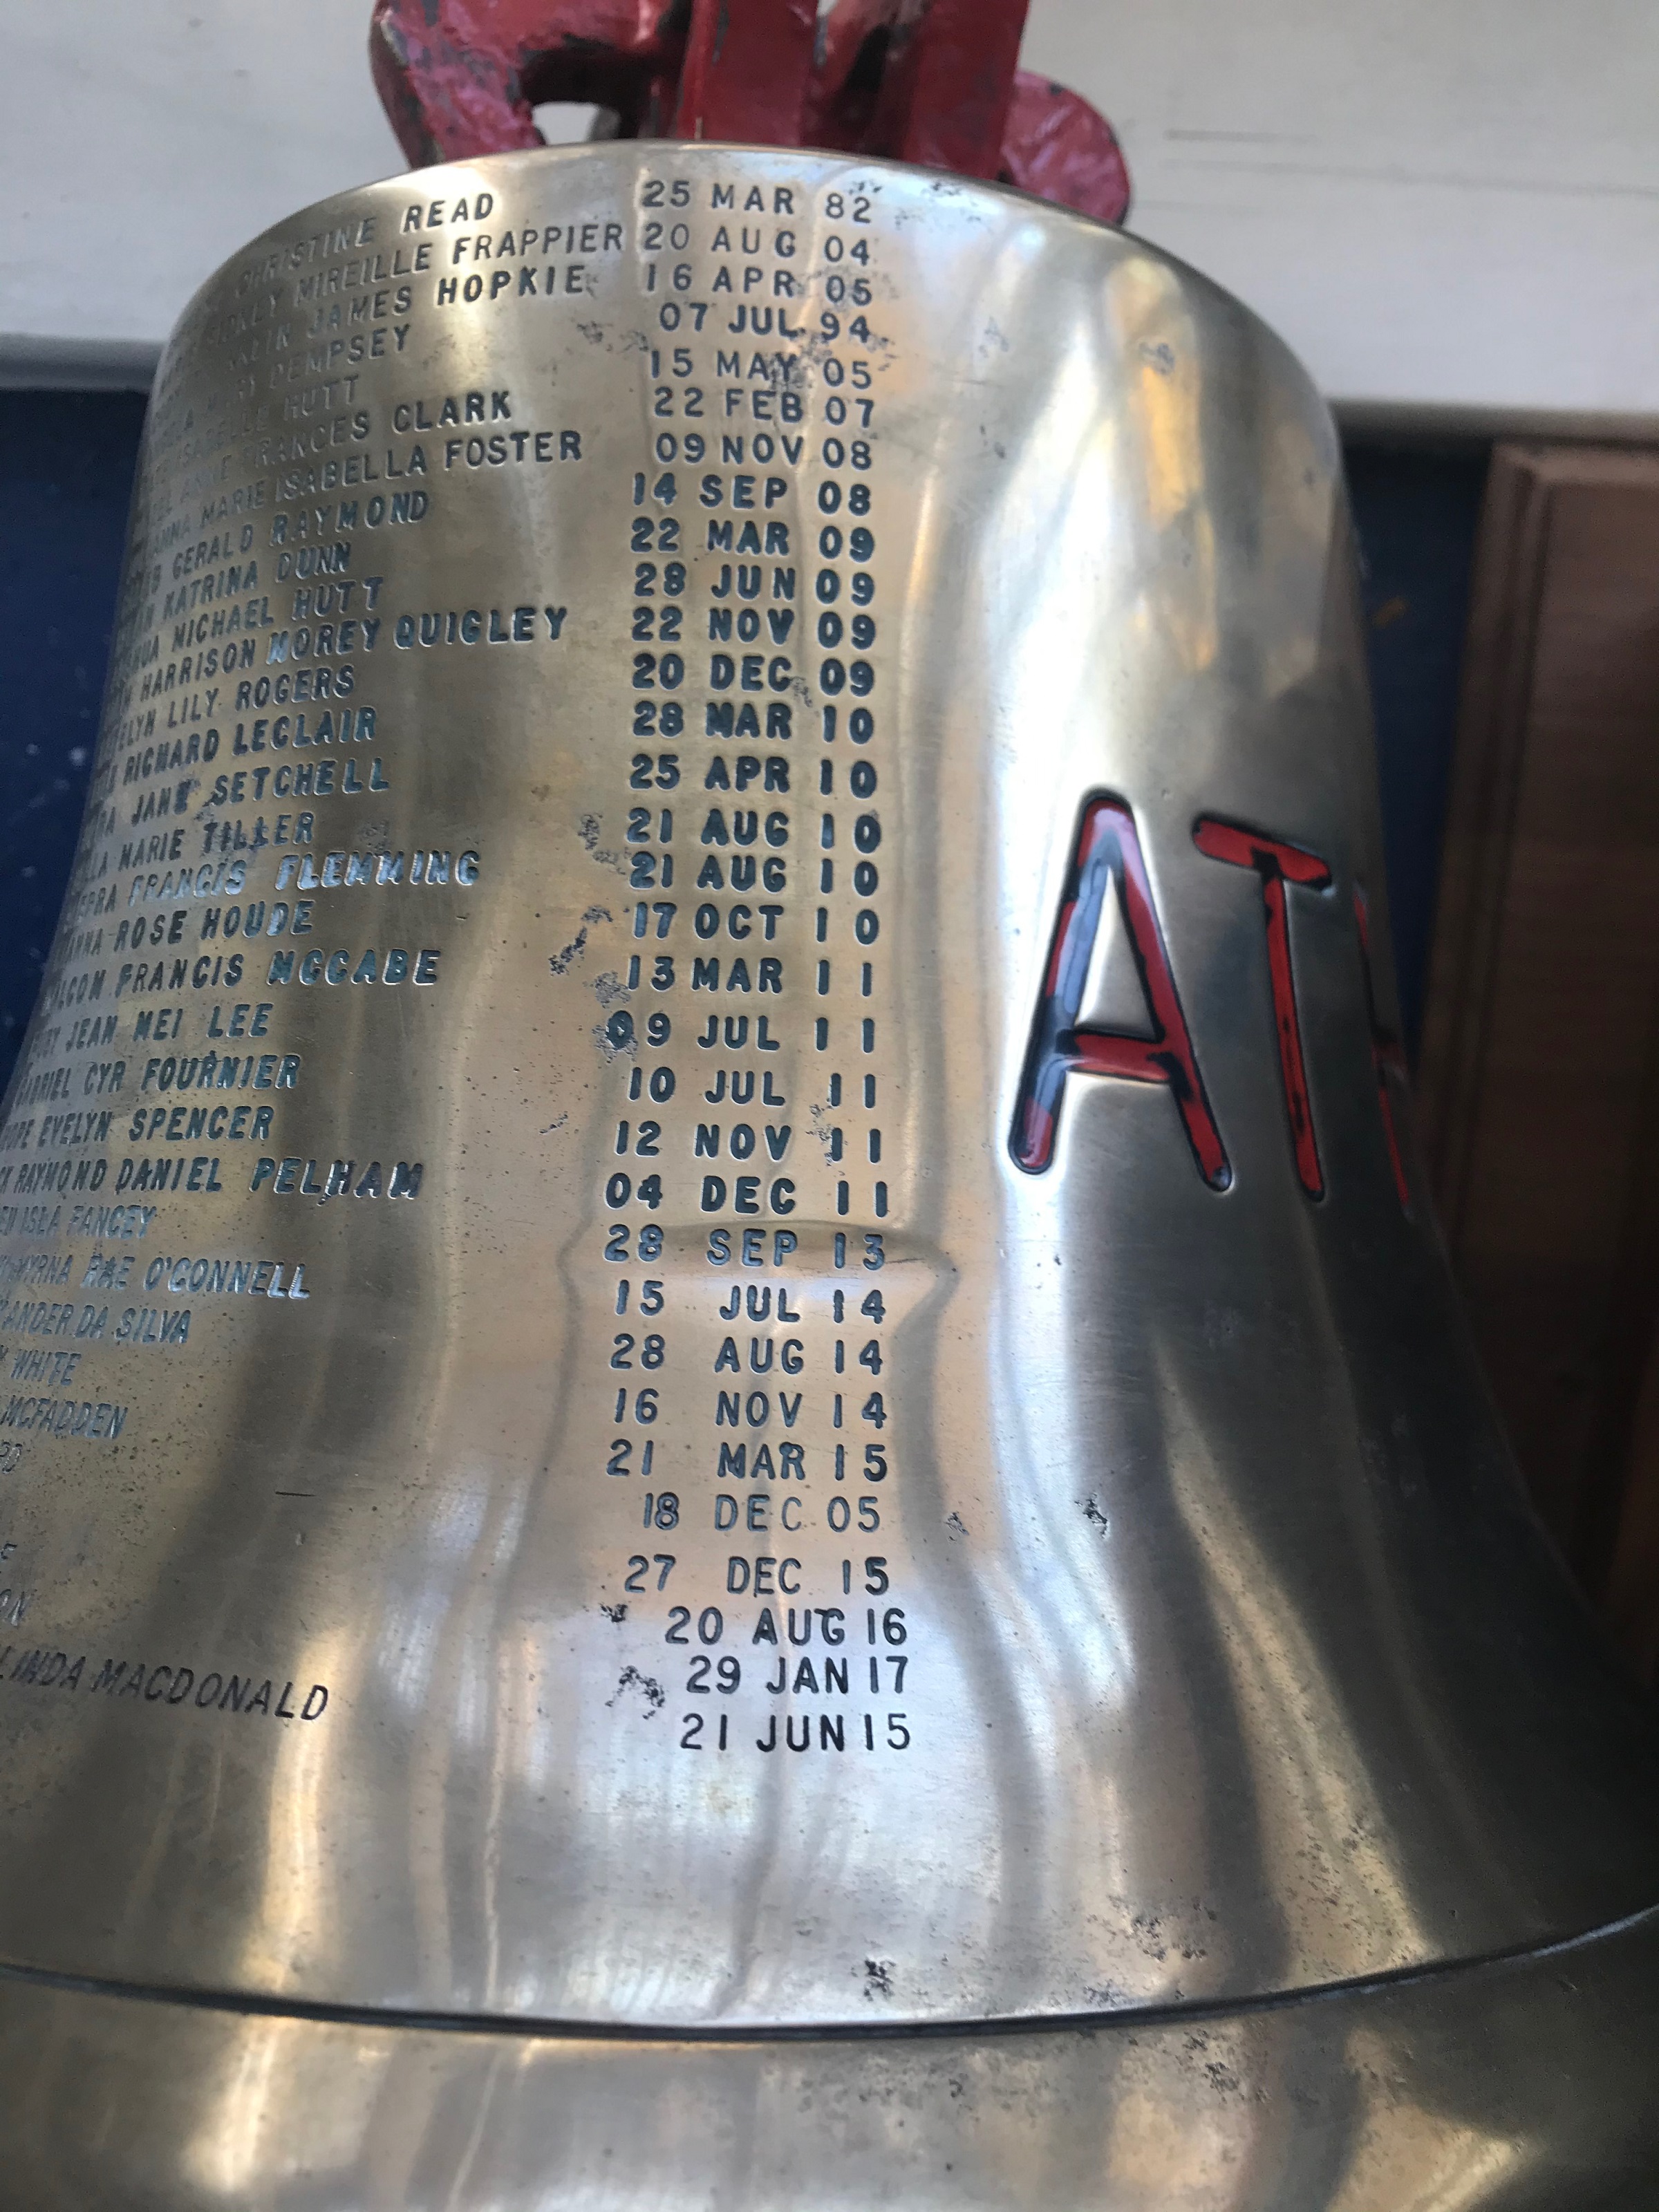 CHRISTINE READ 25 MAR 82
MIREILLE FRAPPIER 20 AUG 04
JAMES HOPKIE 16 APR 05
DEMPSEY 07 JUL 94
HUTT 15 MAY 05
FRANCES CLARK 22 FEB 07
ANNA MARIE ISABELLA FOSTER 09 NOV 08
GERALD RAYMOND 14 SEP 08
KATRINA DUNN 22 MAR 09
MICHAEL HUTT 28 JUN 09
HARRISON MOREY QUIGLEY 22 NOV 09
LILY ROGERS 20 DEC 09
RICHARD LECLAIR 28 MAR 10
JANE SETCHELL 25 APR 10
MARIE TILLER 21 AUG 10
FRANCIS FLEMMING 21 AUG 10
ROSE HOUDE 17 OCT 10
FRANCIS MCCABE 13 MAR 11
JEAN MEI LEE 09 JUL 11
CYR FOURNIER 10 JUL 11
EVELYN SPENCER 12 NOV 11
RAYMOND DANIEL PELHAM 04 DEC 11
ISLA FANCEY 28 SEP 13
MYRNA RAE O'CONNELL 15 JUL 14
ANDER DA SILVA 28 AUG 14
WHITE 16 NOV 14
MCFADDEN 21 MAR 15
RD 18 DEC 05
27 DEC 15
E 20 AUG 16
ON 29 JAN 17
LINDA MACDONALD 21 JUN 15
AT